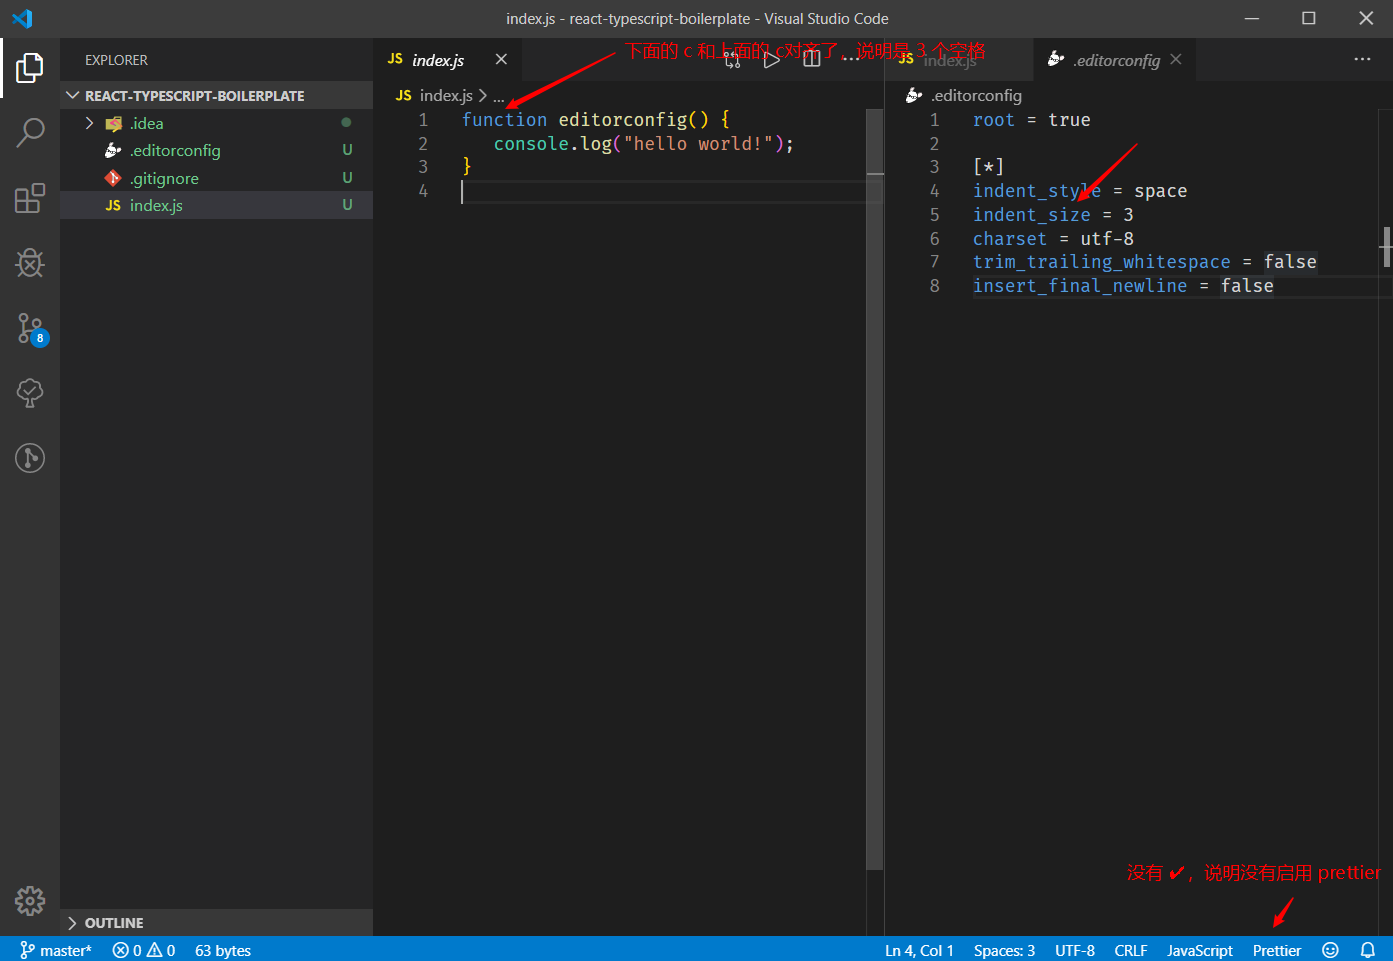 index.js - react-typescript-boilerplate - Visual Studio Code
EXPLORER
REACT-TYPESCRIPT-BOILERPLATE
.idea
.editorconfig U
.gitignore U
JS index.js U
OUTLINE
JS index.js
下面的 c 和上面的 c对齐了，说明是 3 个空格
JS index.js > ...
1 function editorconfig() {
2 console.log("hello world!");
3 }
4
JS index.js
.editorconfig
.editorconfig
1 root = true
2
3 [*]
4 indent_style = space
5 indent_size = 3
6 charset = utf-8
7 trim_trailing_whitespace = false
8 insert_final_newline = false
8
没有 ✔，说明没有启用 prettier
master* 0 0 63 bytes Ln 4, Col 1 Spaces: 3 UTF-8 CRLF JavaScript Prettier